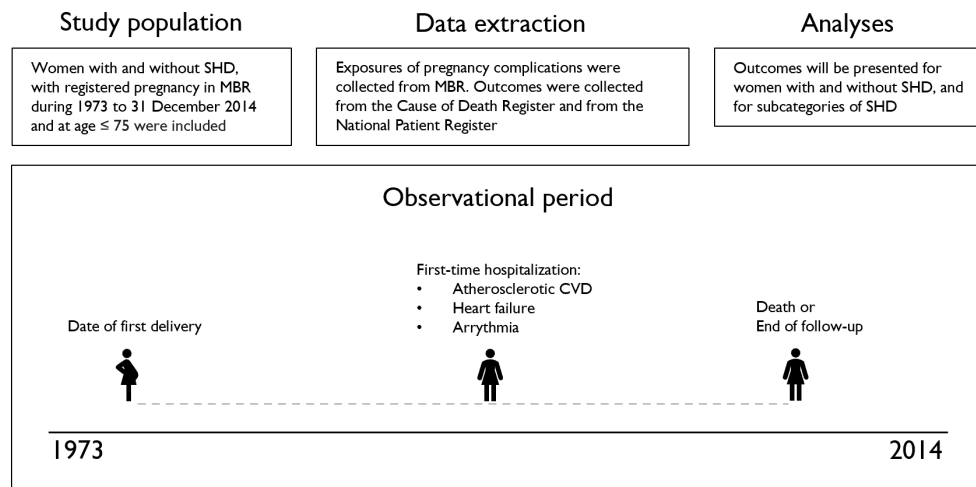 Study population
Women with and without SHD,
with registered pregnancy in MBR
during 1973 to 31 December 2014
and at age ≤ 75 were included
Data extraction
Exposures of pregnancy complications were
collected from MBR. Outcomes were collected
from the Cause of Death Register and from the
National Patient Register
Analyses
Outcomes will be presented for
women with and without SHD, and
for subcategories of SHD
Observational period
Date of first delivery
First-time hospitalization:
• Atherosclerotic CVD
• Heart failure
• Arrythmia
Death or
End of follow-up
1973
2014